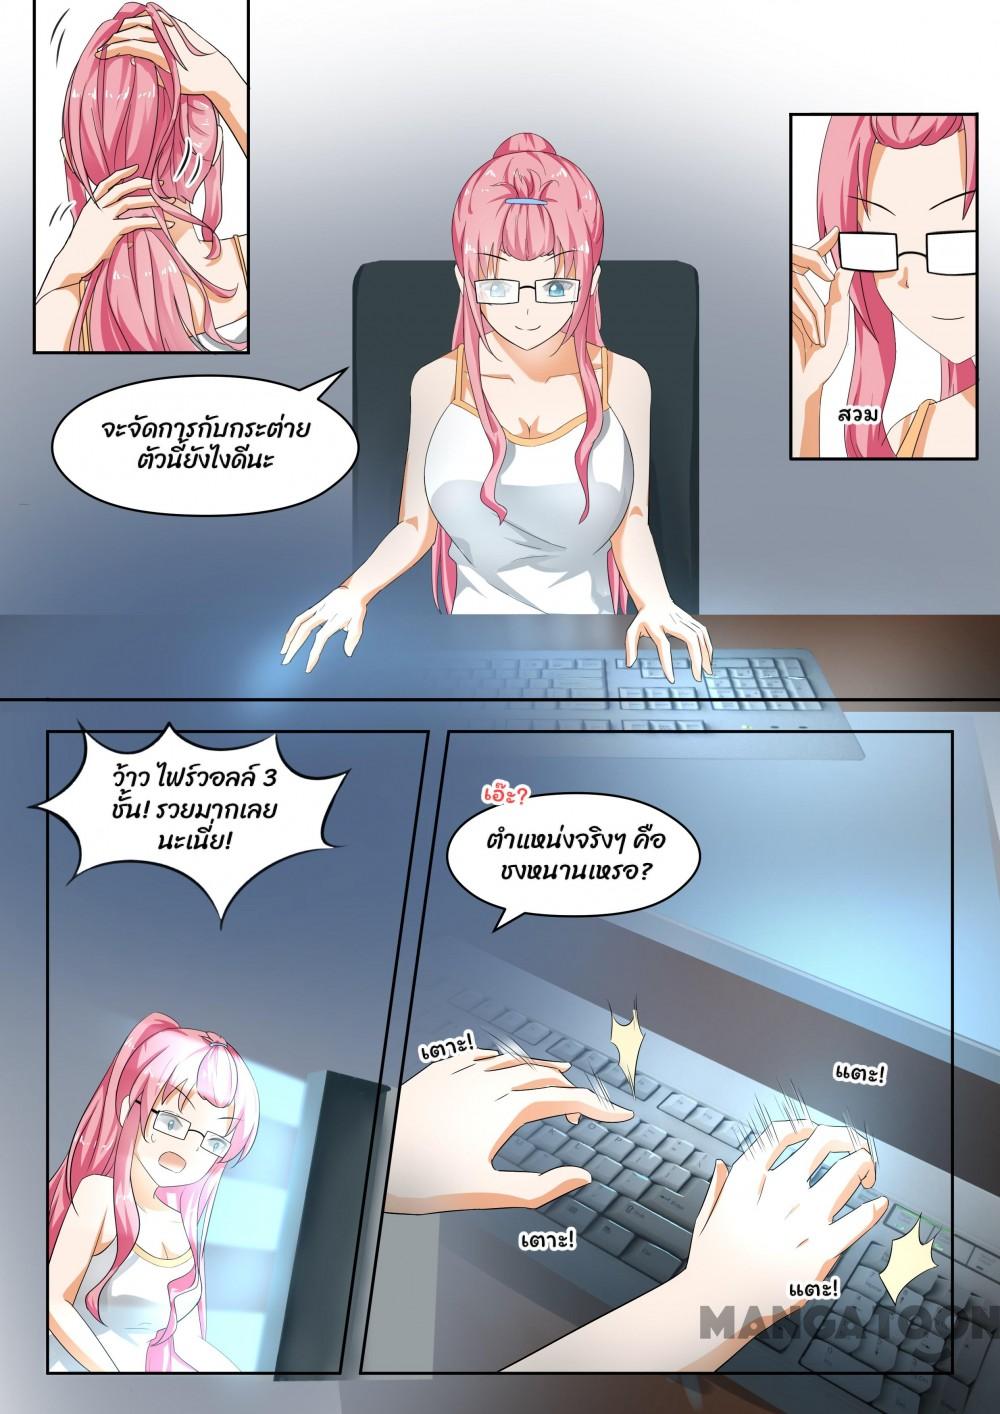 สวม
จะจัดการกับกระต่าย
ตัวนี้ยังไงดีนะ
ว้าว ไฟร์วอลล์ 3
ชั้น! รวยมากเลย
นะเนี่ย!
เอ๊ะ?
ตำแหน่งจริงๆ คือ
ชงหนานเหรอ?
เตาะ!
แตะ!
เตาะ!
แตะ!
MANGATOON